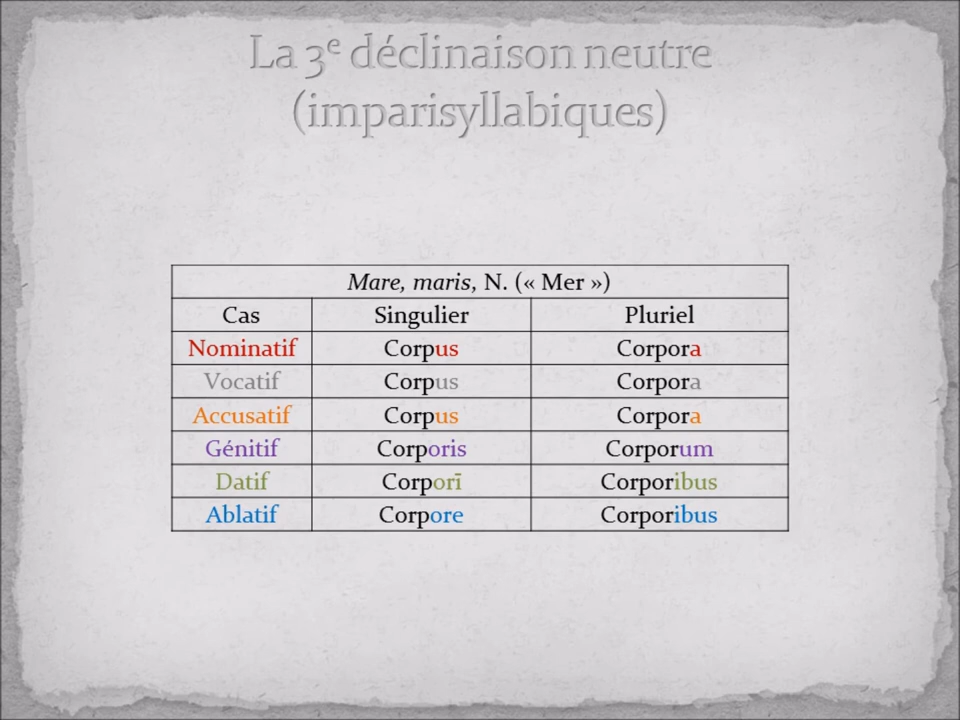 La 3e déclinaison neutre
(imparisyllabiques)
Mare, maris, N. (« Mer »)
Cas Singulier Pluriel
Nominatif Corpus Corpora
Vocatif Corpus Corpora
Accusatif Corpus Corpora
Génitif Corporis Corporum
Datif Corporī Corporibus
Ablatif Corpore Corporibus